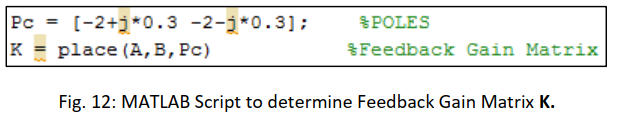 Pc = [-2+j*0.3 -2-j*0.3];    %POLES
K = place(A,B,Pc)    %Feedback Gain Matrix
Fig. 12: MATLAB Script to determine Feedback Gain Matrix K.